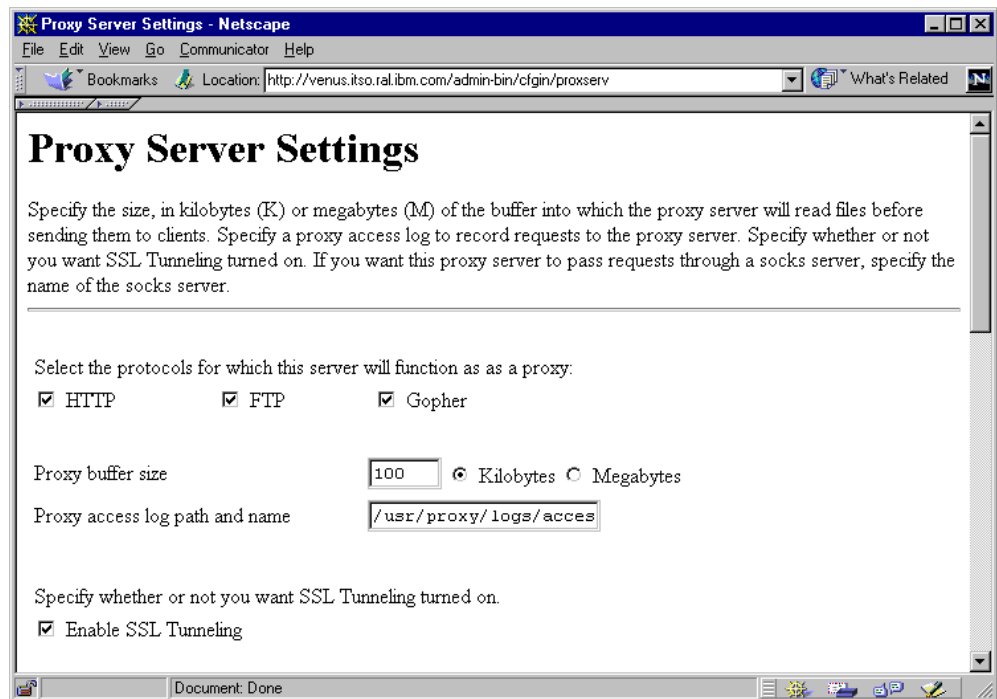 Proxy Server Settings - Netscape
File Edit View Go Communicator Help
Bookmarks Location: http://venus.itso.ral.ibm.com/admin-bin/cfgin/proxserv What's Related N
Proxy Server Settings
Specify the size, in kilobytes (K) or megabytes (M) of the buffer into which the proxy server will read files before
sending them to clients. Specify a proxy access log to record requests to the proxy server. Specify whether or not
you want SSL Tunneling turned on. If you want this proxy server to pass requests through a socks server, specify the
name of the socks server.
Select the protocols for which this server will function as as a proxy:
HTTP FTP Gopher
Proxy buffer size 100 Kilobytes Megabytes
Proxy access log path and name /usr/proxy/logs/acces
Specify whether or not you want SSL Tunneling turned on.
Enable SSL Tunneling
Document: Done